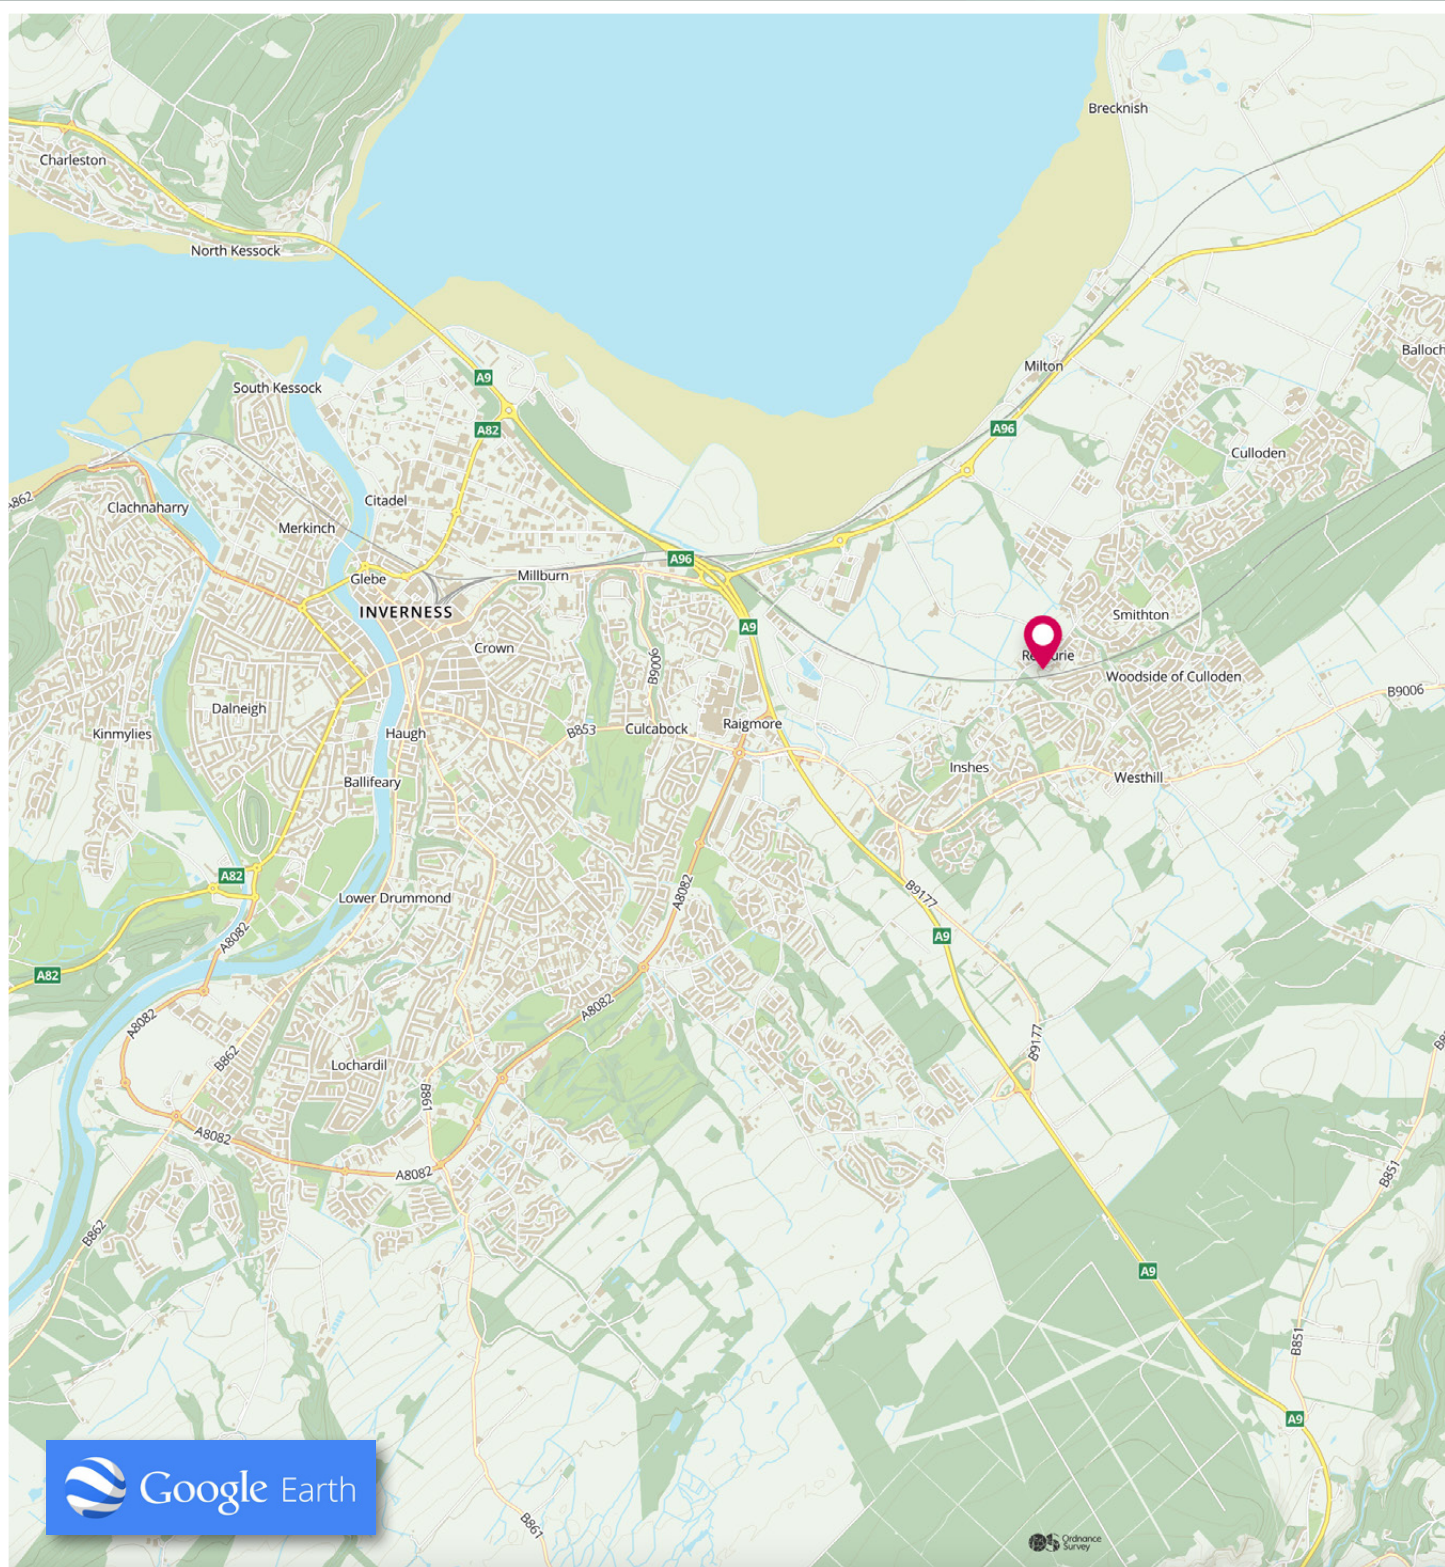 Brecknish
Charleston
North Kessock
Milton
Balloch
A9
South Kessock
A82
A96
Culloden
A862
Clachnaharry
Citadel
Merkinch
A96
Glebe
Millburn
INVERNESS
Smithton
A9
Crown
B9006
Woodside of Culloden
B9006
Dalneigh
Kinmylies
Haugh
B853
Culcabock
Raigmore
Inshes
Westhill
Ballifeary
A82
Lower Drummond
A8082
B9177
A8082
A9
A82
A8082
A8082
B862
B9177
Lochardil
B861
A8082
A8082
B851
B862
A9
B851
A9
Google Earth
B861
Ordnance
Survey